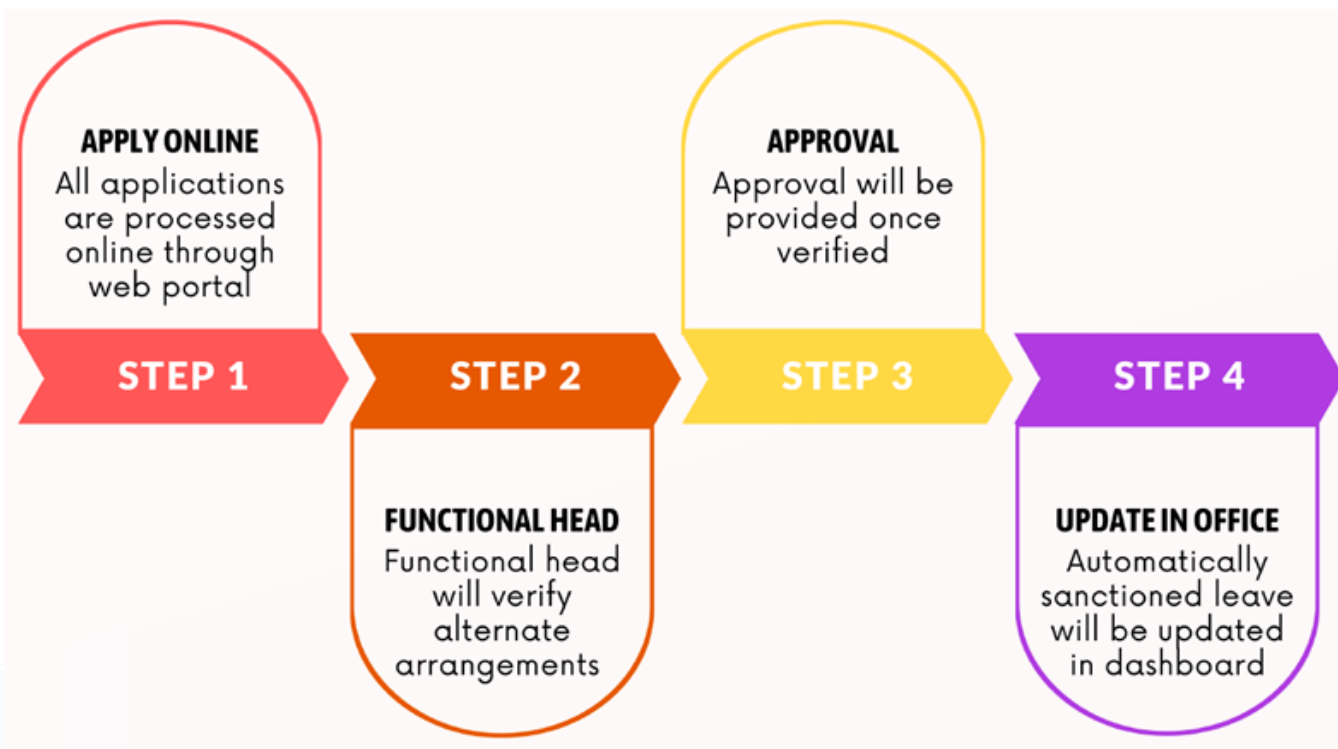 APPLY ONLINE
All applications
are processed
online through
web portal
STEP 1
STEP 2
FUNCTIONAL HEAD
Functional head
will verify
alternate
arrangements
APPROVAL
Approval will be
provided once
verified
STEP 3
STEP 4
UPDATE IN OFFICE
Automatically
sanctioned leave
will be updated
in dashboard